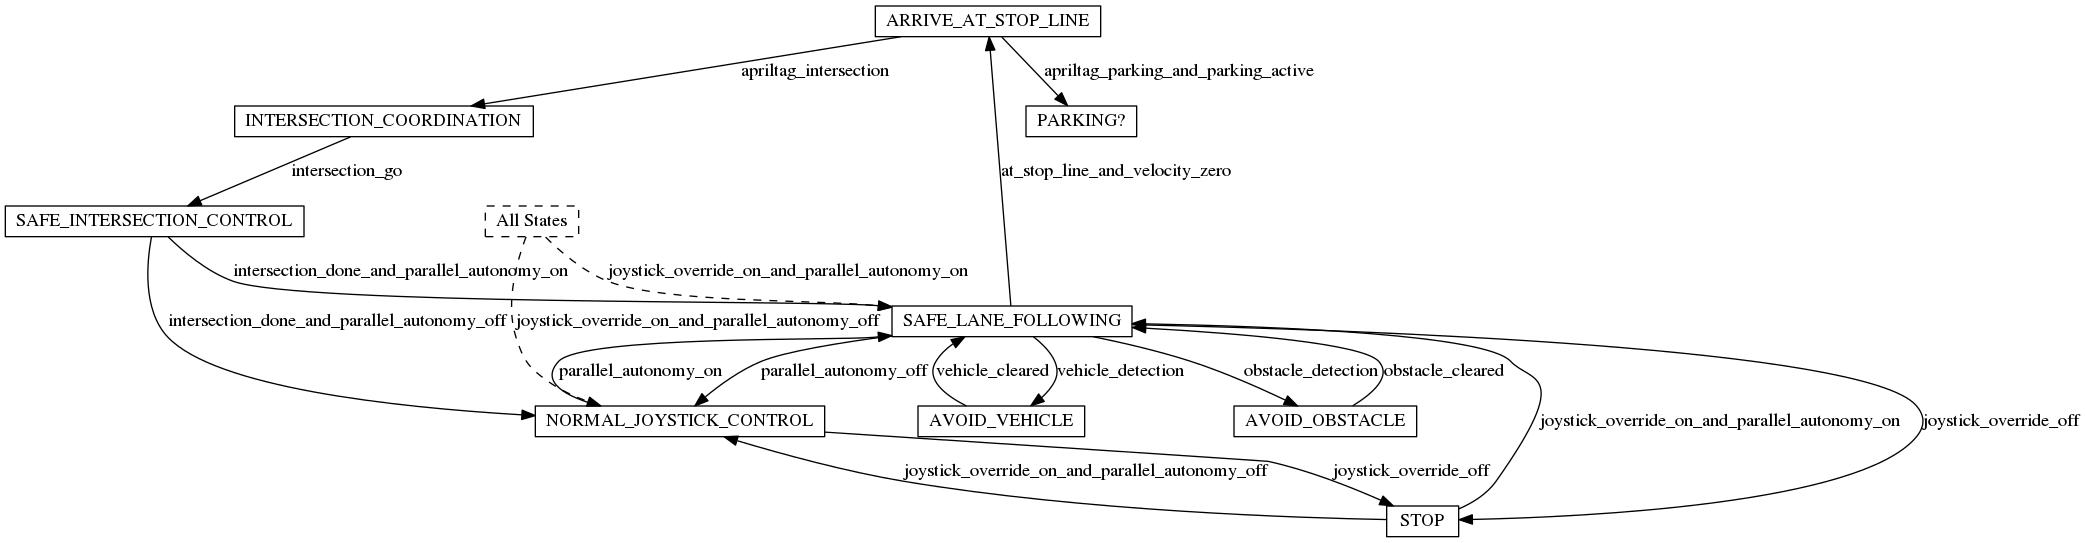 ARRIVE_AT_STOP_LINE
apriltag_intersection
apriltag_parking_and_parking_active
INTERSECTION_COORDINATION
PARKING?
intersection_go
at_stop_line_and_velocity_zero
SAFE_INTERSECTION_CONTROL
All States
intersection_done_and_parallel_autonomy_on
joystick_override_on_and_parallel_autonomy_on
intersection_done_and_parallel_autonomy_off
joystick_override_on_and_parallel_autonomy_off
SAFE_LANE_FOLLOWING
parallel_autonomy_on
parallel_autonomy_off
vehicle_cleared
vehicle_detection
obstacle_detection
obstacle_cleared
NORMAL_JOYSTICK_CONTROL
AVOID_VEHICLE
AVOID_OBSTACLE
joystick_override_on_and_parallel_autonomy_on
joystick_override_off
joystick_override_on_and_parallel_autonomy_off
joystick_override_off
STOP